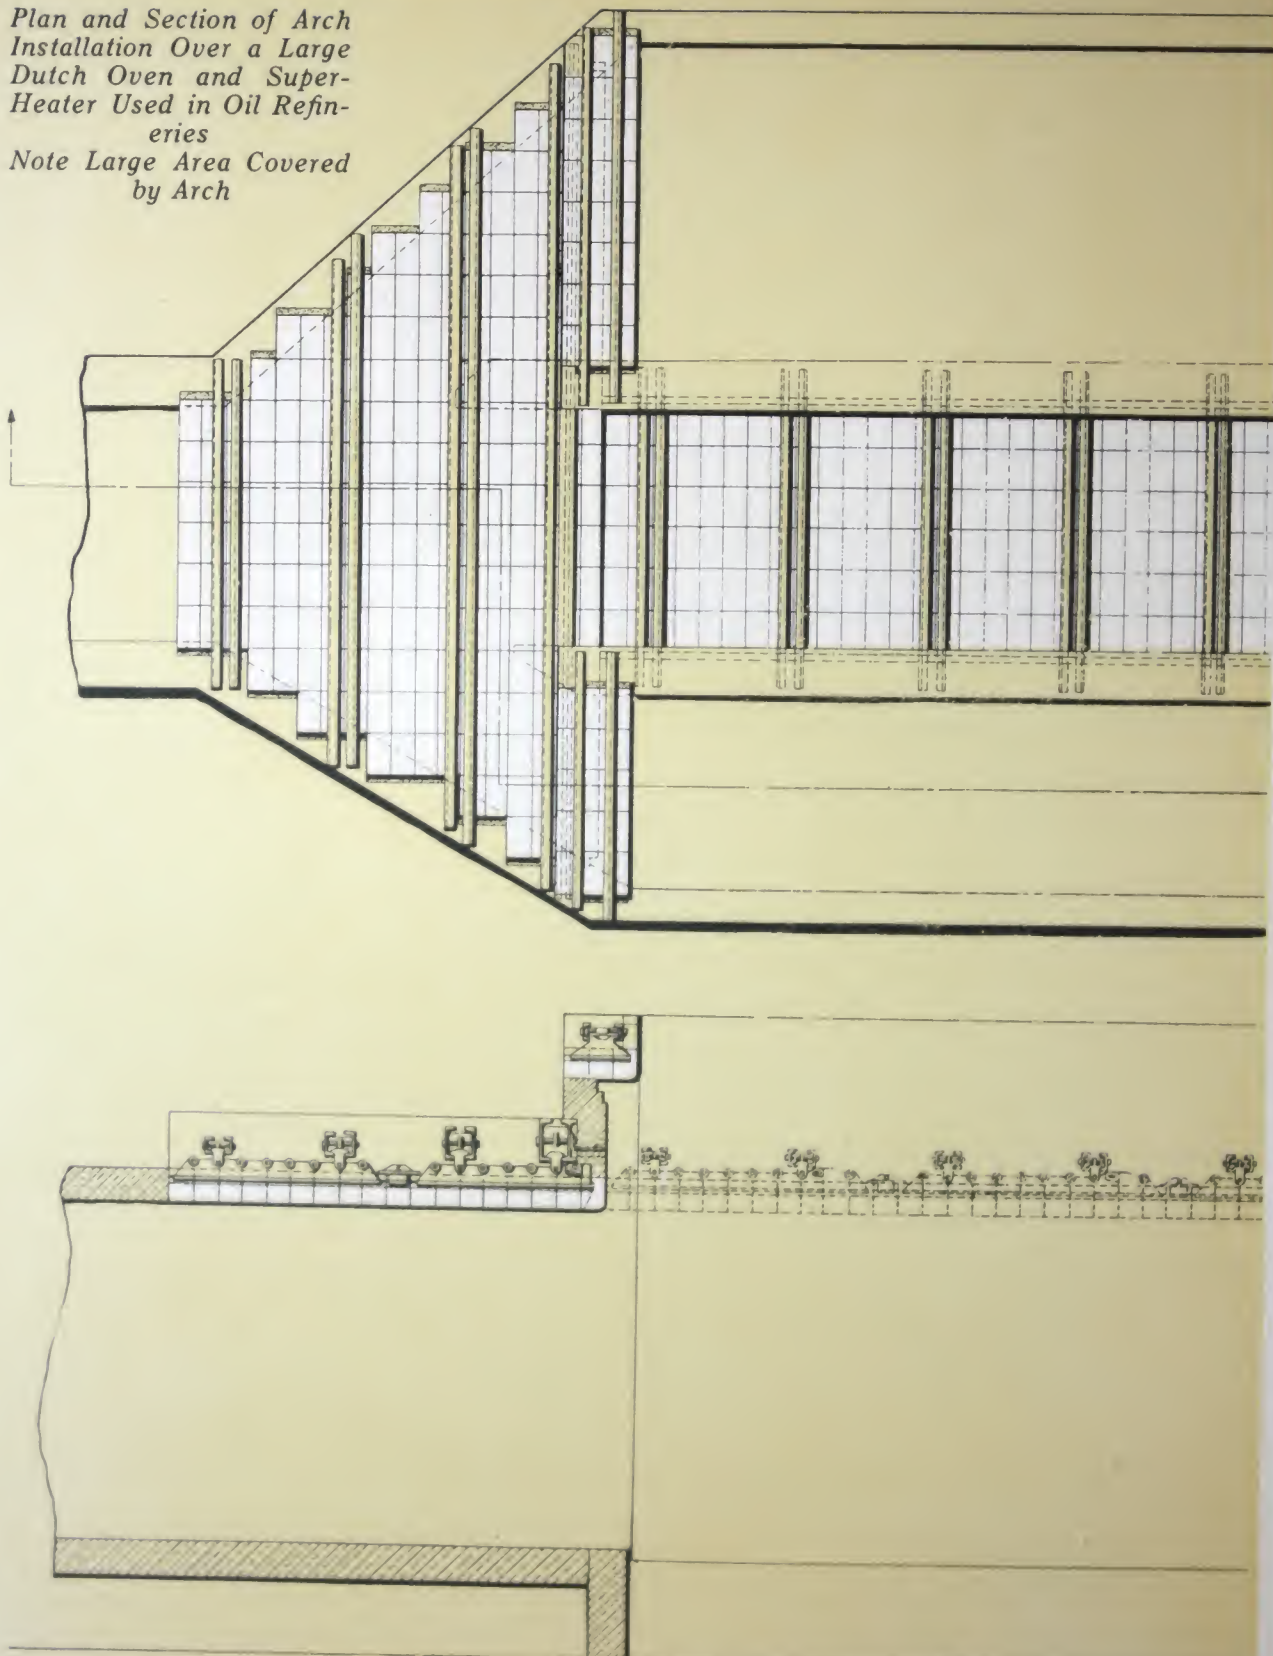 Plan and Section of Arch
Installation Over a Large
Dutch Oven and Super-
Heater Used in Oil Refin-
eries
Note Large Area Covered
by Arch